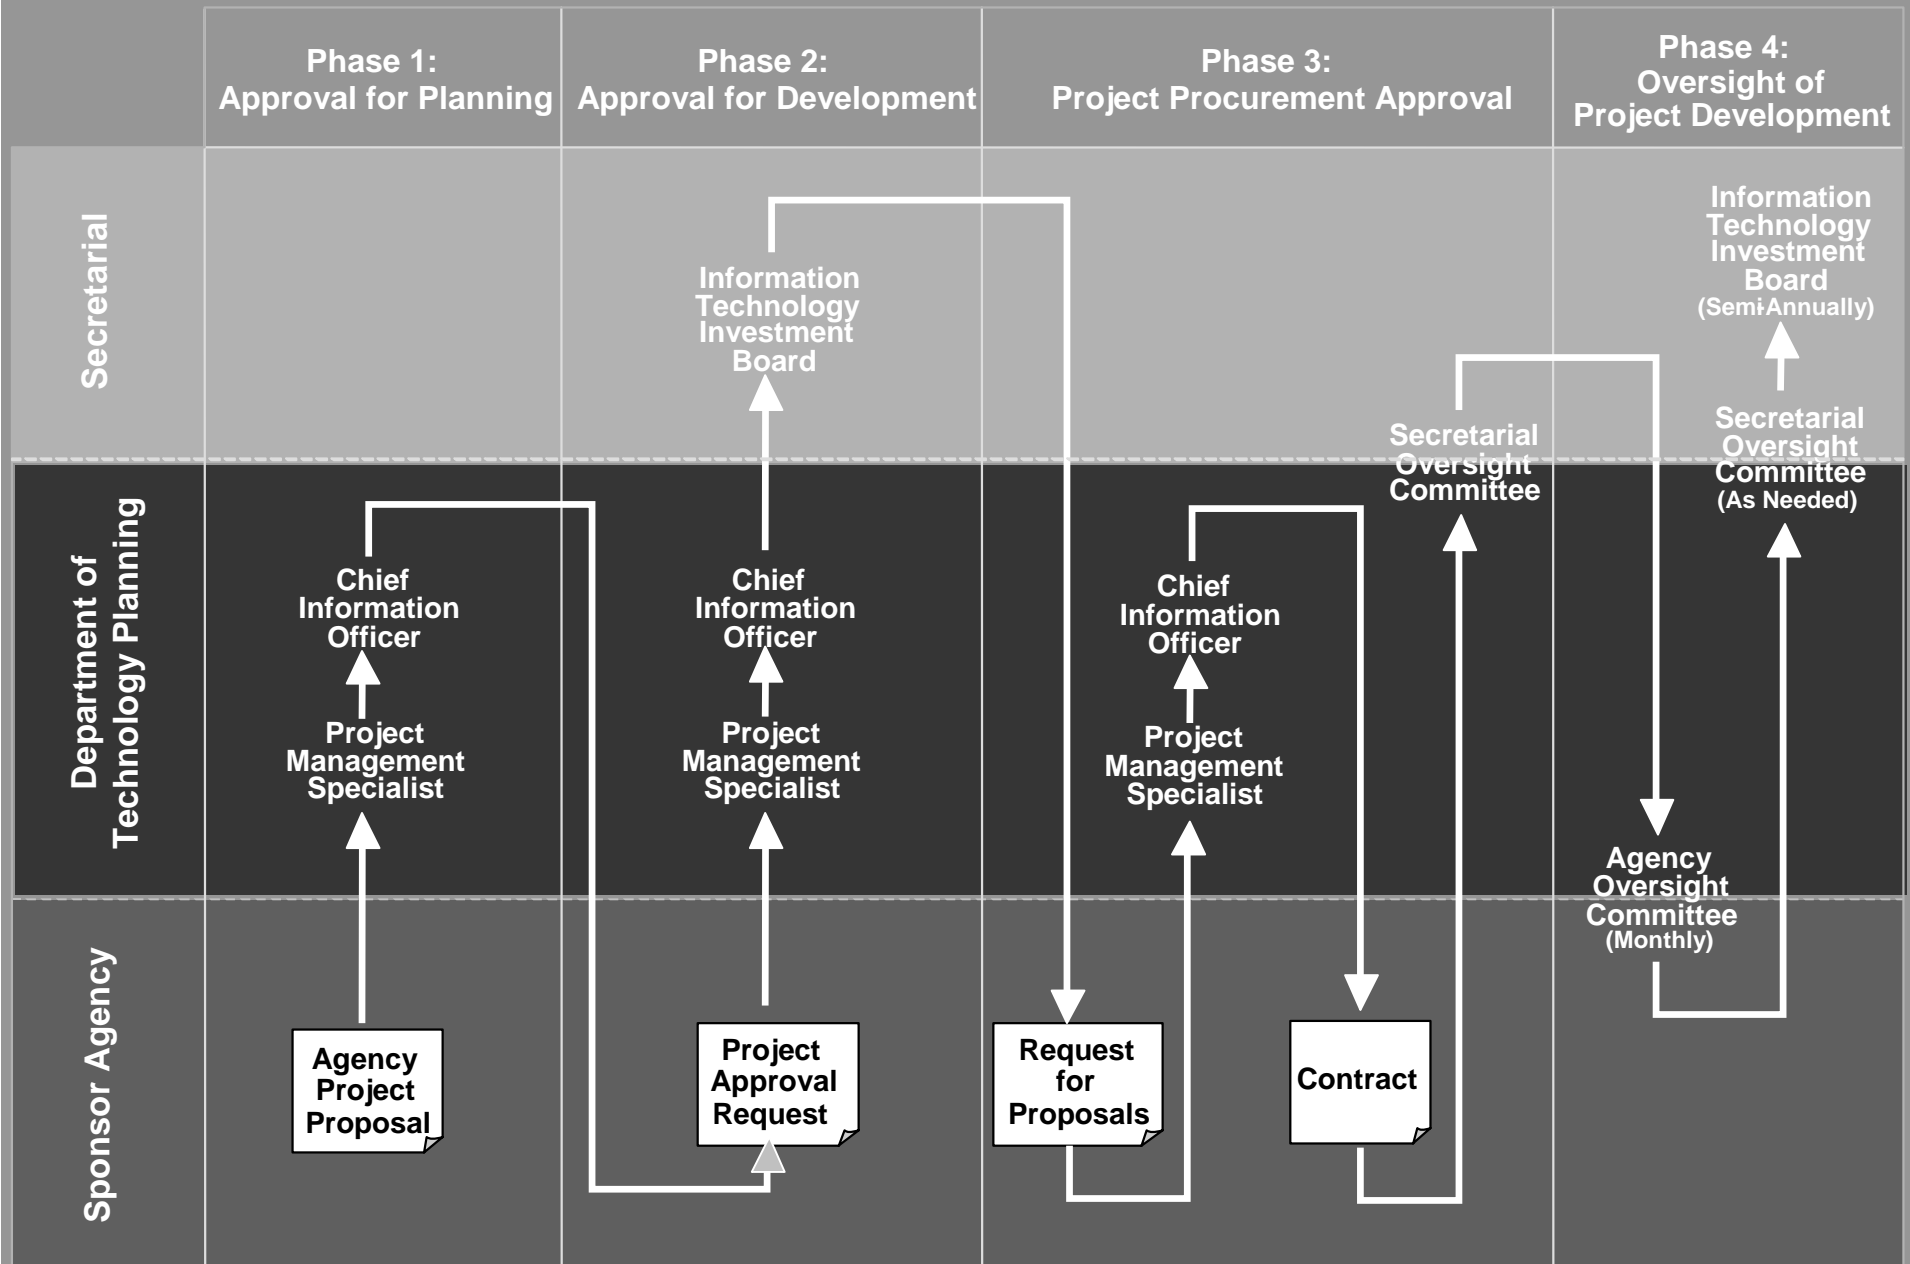 Phase 1:
Approval for Planning
Phase 2:
Approval for Development
Phase 3:
Project Procurement Approval
Phase 4:
Oversight of
Project Development
Secretarial
Information
Technology
Investment
Board
Secretarial
Oversight
Committee
Information
Technology
Investment
Board
(Semi-Annually)
Secretarial
Oversight
Committee
(As Needed)
Department of
Technology Planning
Chief
Information
Officer
Project
Management
Specialist
Chief
Information
Officer
Project
Management
Specialist
Chief
Information
Officer
Project
Management
Specialist
Agency
Oversight
Committee
(Monthly)
Sponsor Agency
Agency
Project
Proposal
Project
Approval
Request
Request
for
Proposals
Contract